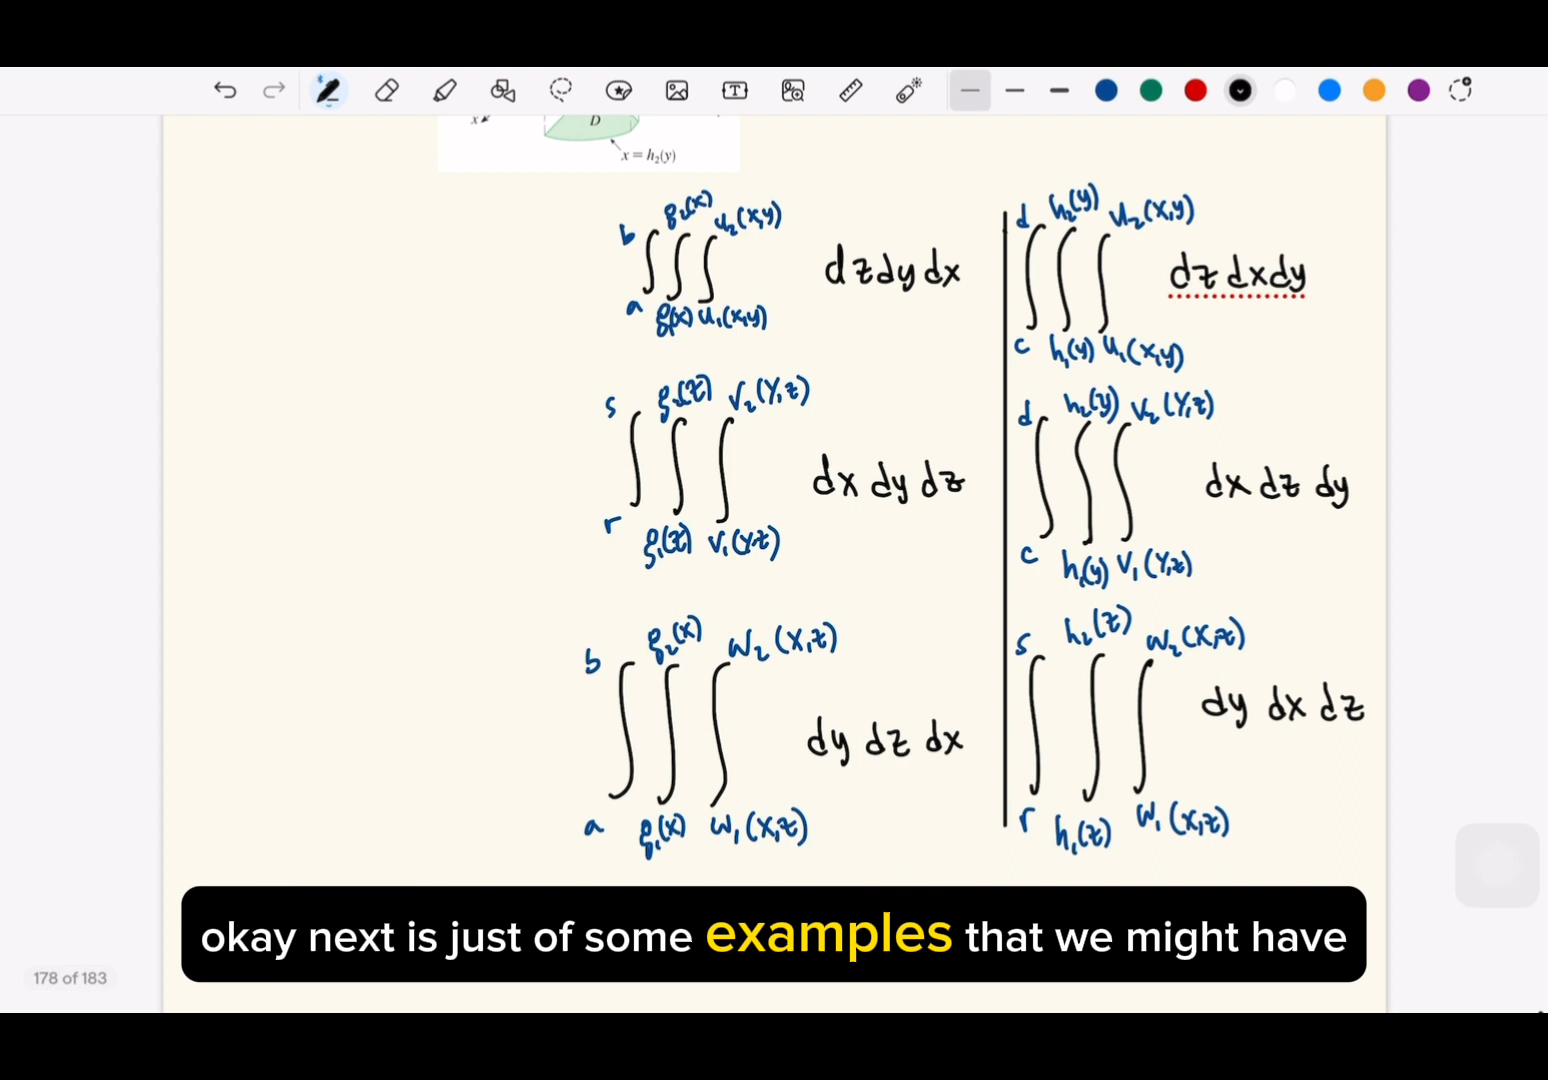 x
D
x = h₂(y)
b g₂(x) u₂(x,y)
∫∫∫ dz dy dx
a g₁(x) u₁(x,y)
d h₂(y) u₂(x,y)
∫∫∫ dz dx dy
c h₁(y) u₁(x,y)
s g₂(z) v₂(y,z)
∫∫∫ dx dy dz
r g₁(z) v₁(y,z)
d h₂(y) v₂(y,z)
∫∫∫ dx dz dy
c h₁(y) v₁(y,z)
b g₂(x) w₂(x,z)
∫∫∫ dy dz dx
a g₁(x) w₁(x,z)
s h₂(z) w₂(x,z)
∫∫∫ dy dx dz
r h₁(z) w₁(x,z)
okay next is just of some examples that we might have
178 of 183